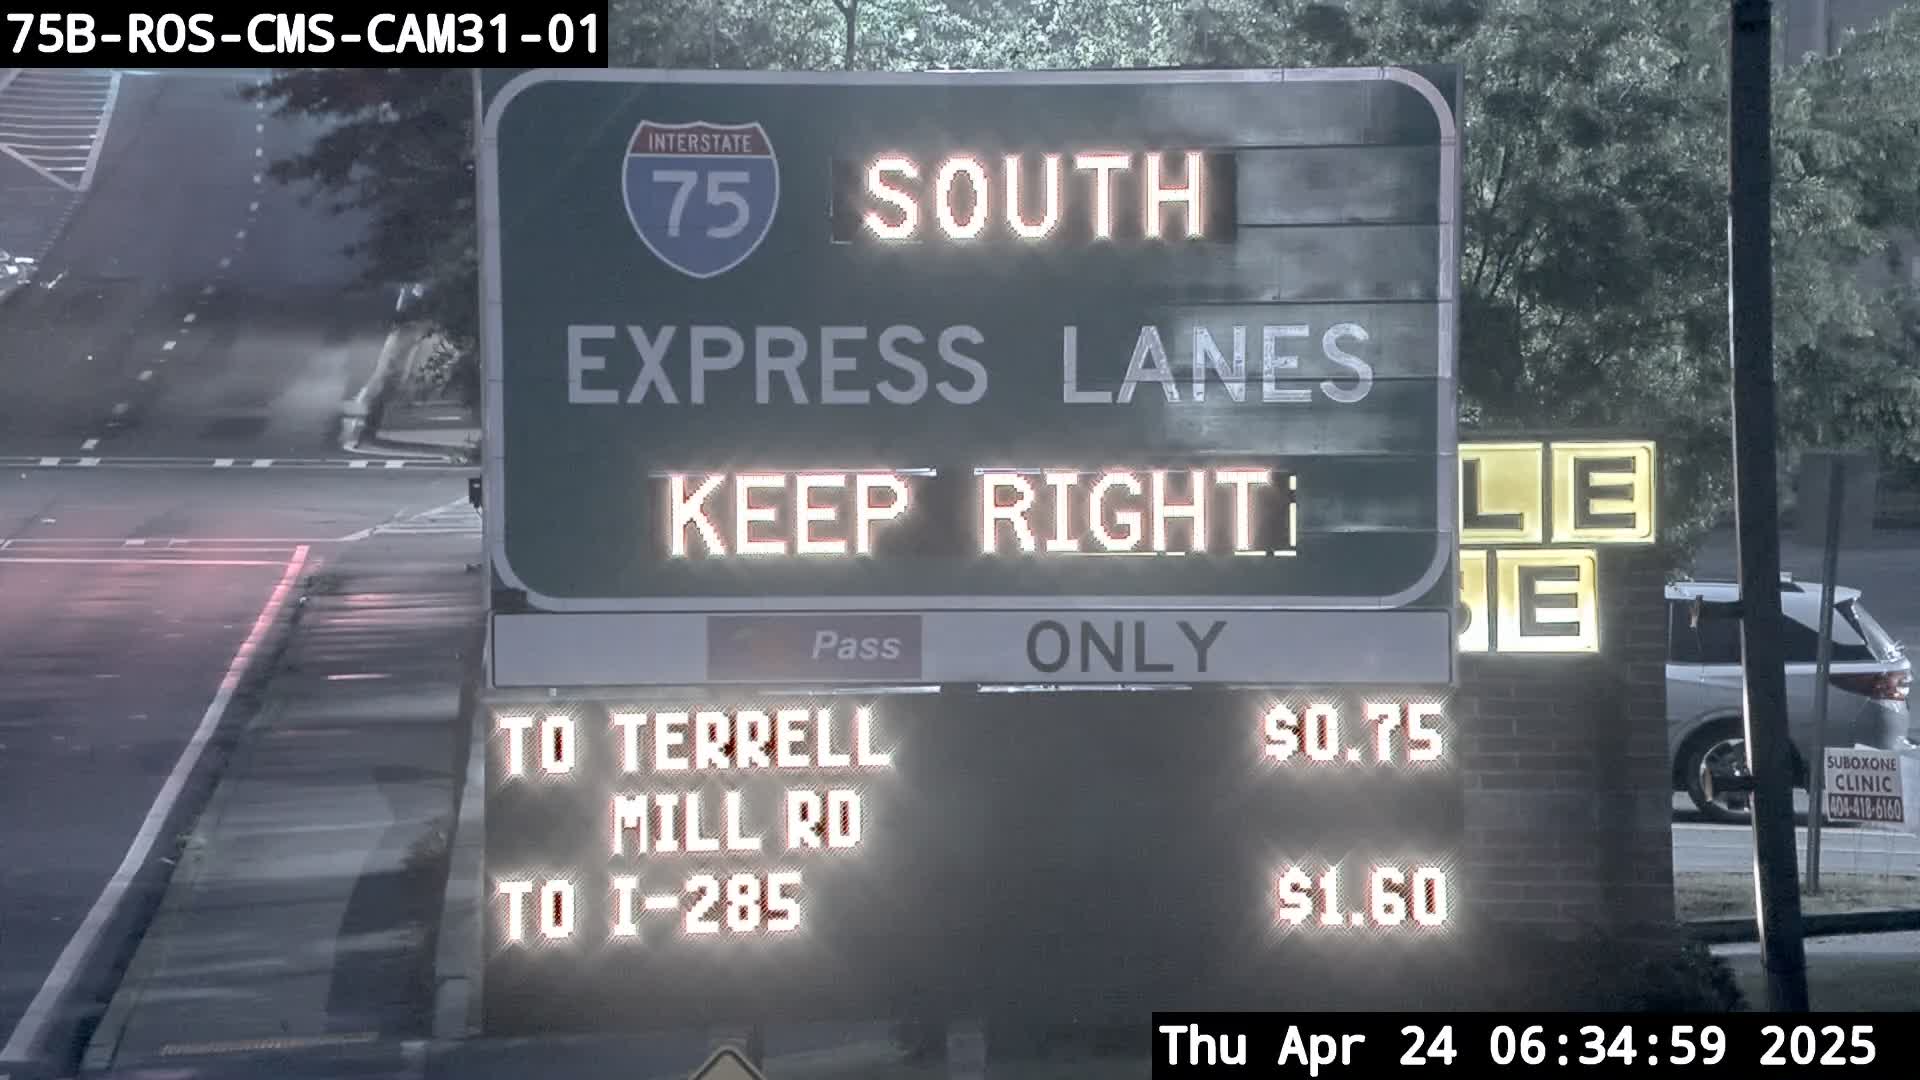 75B-ROS-CMS-CAM31-01
INTERSTATE
75
SOUTH
EXPRESS LANES
KEEP RIGHT
LE
E
Pass ONLY
TO TERRELL $0.75
MILL RD
TO I-285 $1.60
SUBOXONE
CLINIC
404-418-6160
Thu Apr 24 06:34:59 2025